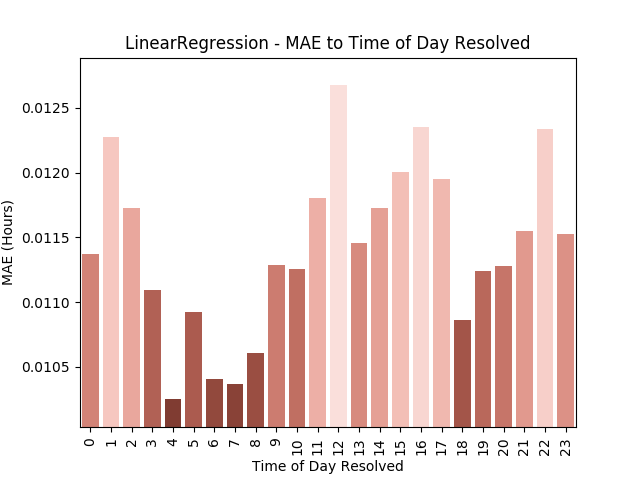 LinearRegression - MAE to Time of Day Resolved
0.0125
0.0120
0.0115
0.0110
0.0105
MAE (Hours)
0 1 2 3 4 5 6 7 8 9 10 11 12 13 14 15 16 17 18 19 20 21 22 23
Time of Day Resolved